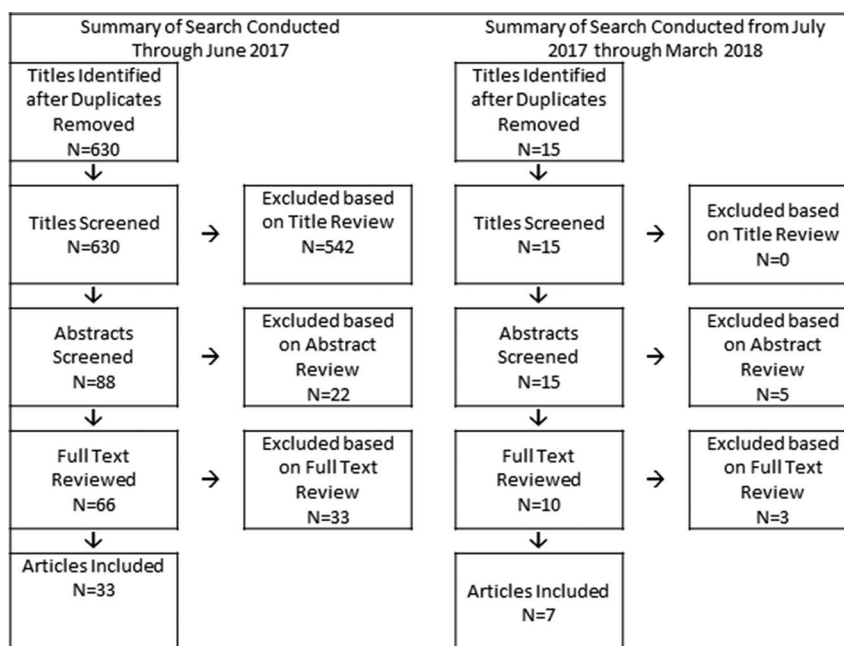 Summary of Search Conducted
Through June 2017
Titles Identified
after Duplicates
Removed
N=630
↓
Titles Screened
N=630
→
Excluded based
on Title Review
N=542
↓
Abstracts
Screened
N=88
→
Excluded based
on Abstract
Review
N=22
↓
Full Text
Reviewed
N=66
→
Excluded based
on Full Text
Review
N=33
↓
Articles Included
N=33
Summary of Search Conducted from July
2017 through March 2018
Titles Identified
after Duplicates
Removed
N=15
↓
Titles Screened
N=15
→
Excluded based
on Title Review
N=0
↓
Abstracts
Screened
N=15
→
Excluded based
on Abstract
Review
N=5
↓
Full Text
Reviewed
N=10
→
Excluded based
on Full Text
Review
N=3
↓
Articles Included
N=7